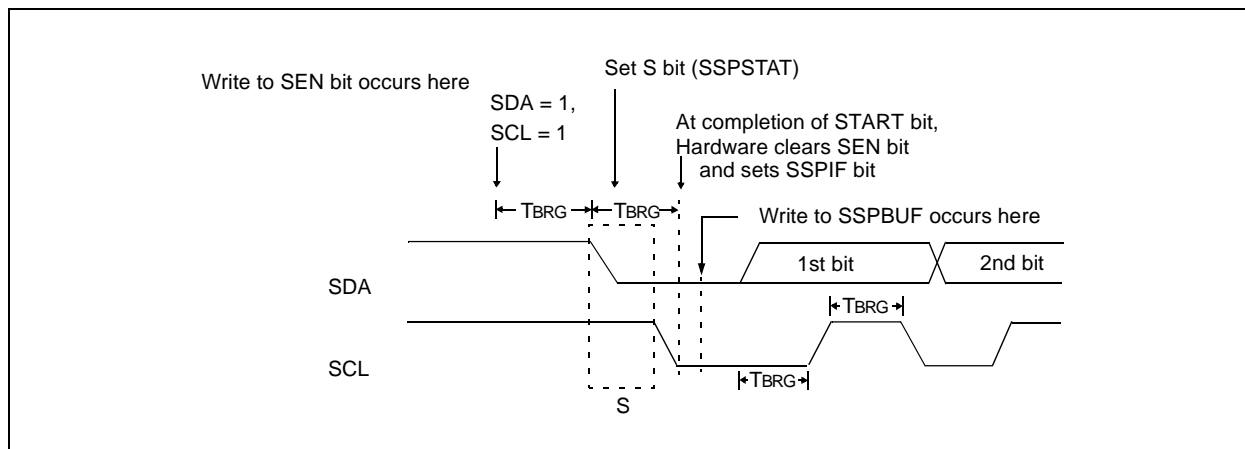 Write to SEN bit occurs here
Set S bit (SSPSTAT)
SDA = 1,
SCL = 1
At completion of START bit,
Hardware clears SEN bit
and sets SSPIF bit
TBRG
TBRG
Write to SSPBUF occurs here
1st bit
2nd bit
SDA
TBRG
SCL
TBRG
S